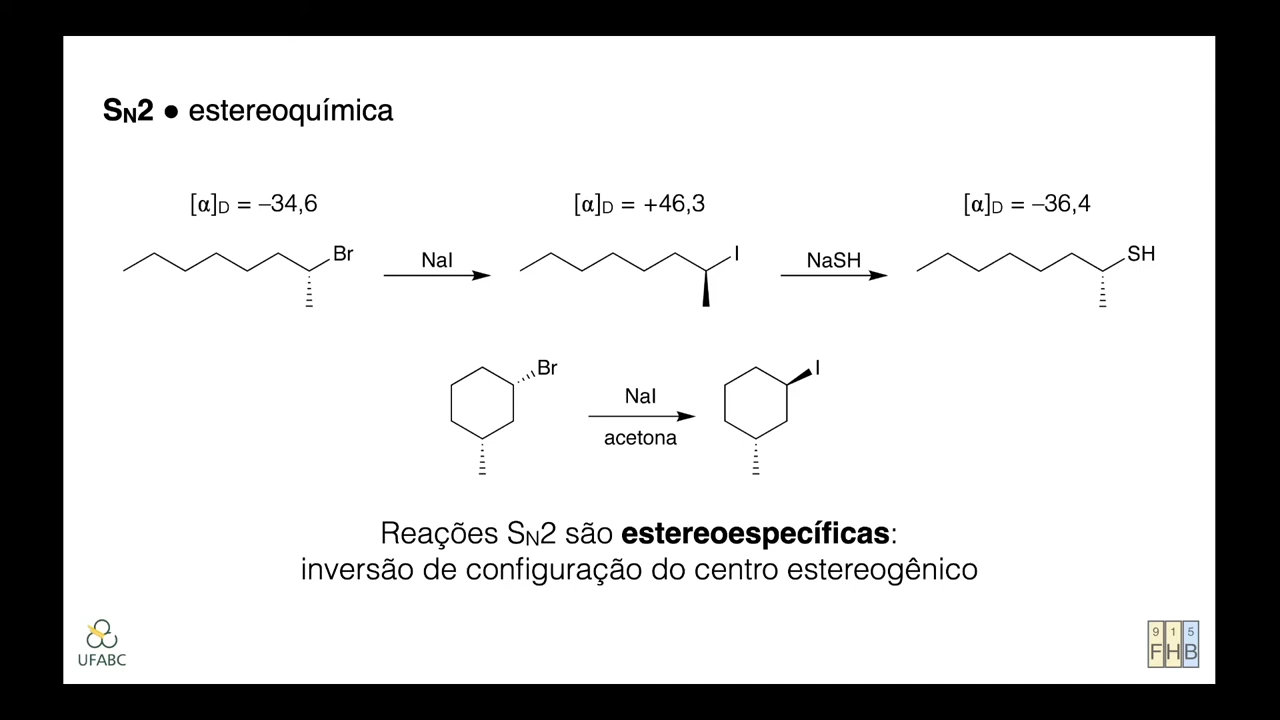 SN2 ● estereoquímica
[α]D = –34,6
[α]D = +46,3
[α]D = –36,4
Br
NaI
I
NaSH
SH
Br
NaI
acetona
I
Reações SN2 são estereoespecíficas:
inversão de configuração do centro estereogênico
UFABC
9 1 5
F H B